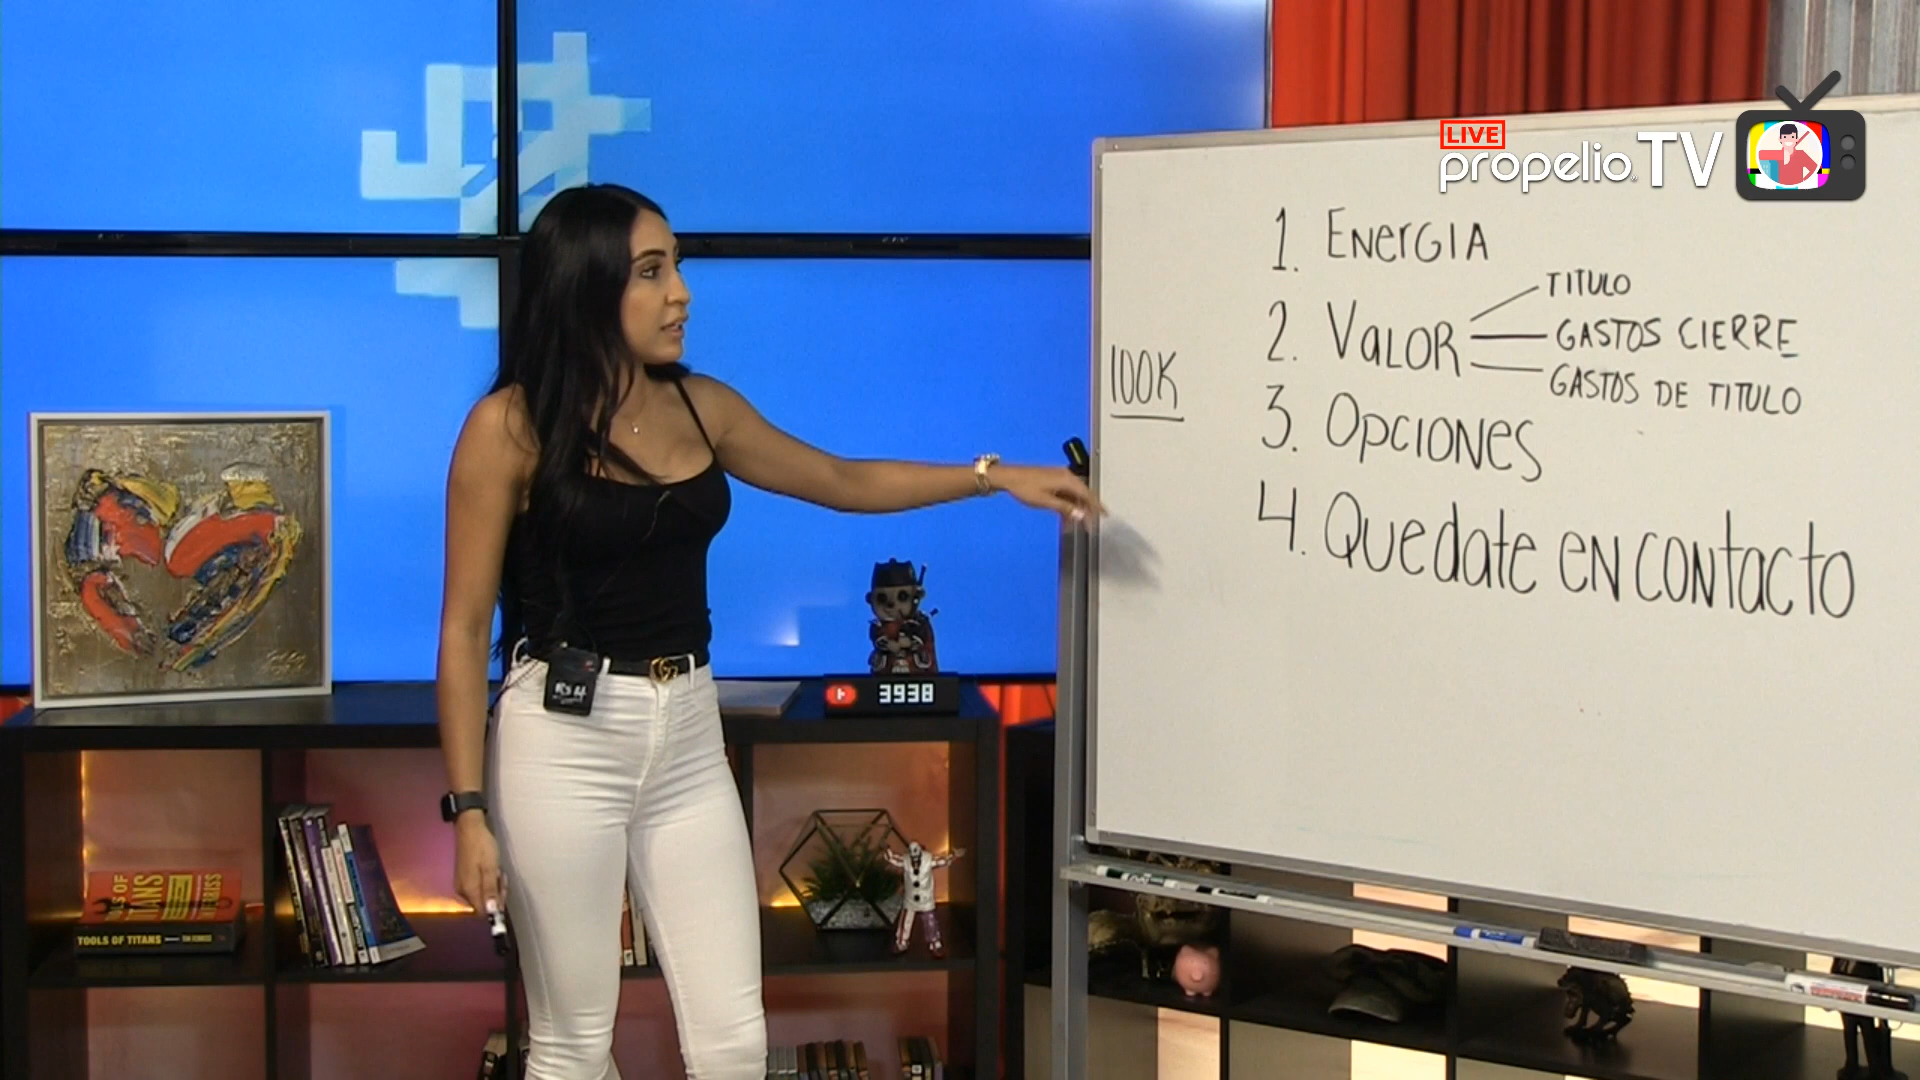 LIVE
propelio TV
1. ENERGIA
2. VALOR
TITULO
GASTOS CIERRE
GASTOS DE TITULO
100K
3. OPCIONES
4. Quedate en contacto
3938
TOOLS OF TITANS